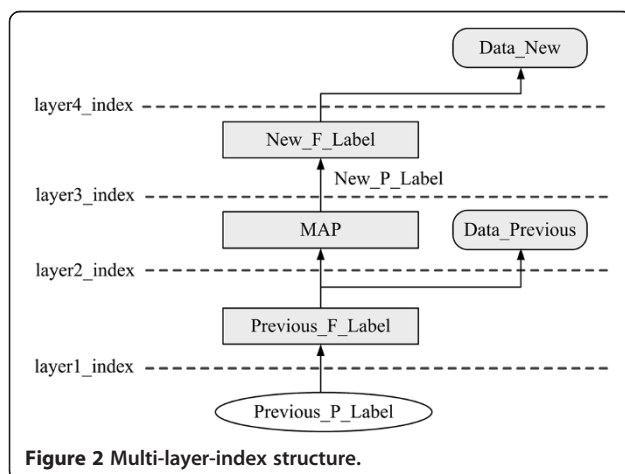 Data_New
layer4_index
New_F_Label
New_P_Label
layer3_index
MAP
Data_Previous
layer2_index
Previous_F_Label
layer1_index
Previous_P_Label
Figure 2 Multi-layer-index structure.